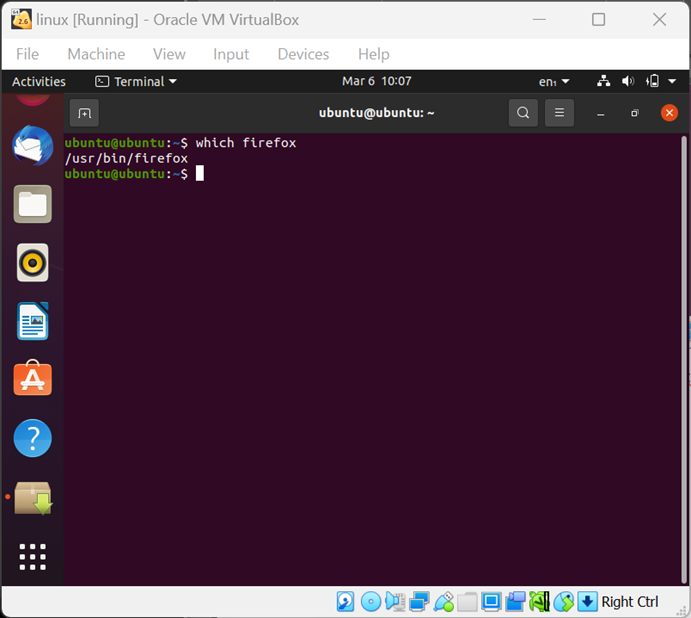 linux [Running] - Oracle VM VirtualBox
File Machine View Input Devices Help
Activities Terminal Mar 6 10:07 en₁
ubuntu@ubuntu: ~
ubuntu@ubuntu:~$ which firefox
/usr/bin/firefox
ubuntu@ubuntu:~$
Right Ctrl